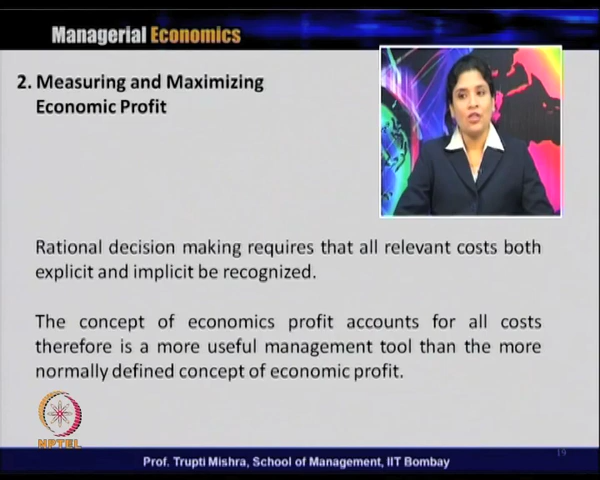 Managerial Economics
2. Measuring and Maximizing
Economic Profit
Rational decision making requires that all relevant costs both
explicit and implicit be recognized.
The concept of economics profit accounts for all costs
therefore is a more useful management tool than the more
normally defined concept of economic profit.
NPTEL
19
Prof. Trupti Mishra, School of Management, IIT Bombay